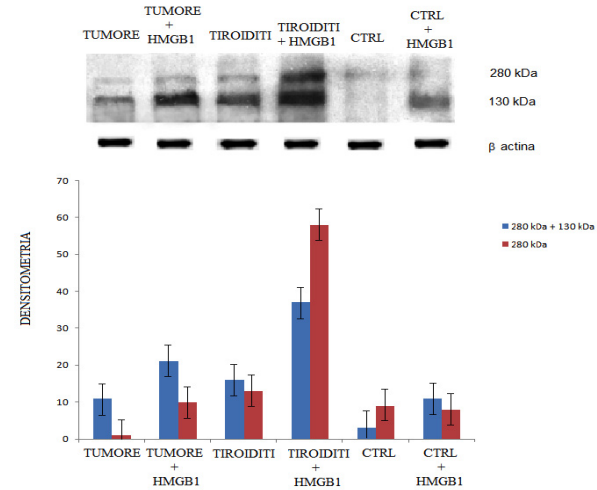 TUMORE
TUMORE
+
HMGB1
TIROIDITI
TIROIDITI
+ HMGB1
CTRL
CTRL
+
HMGB1
280 kDa
130 kDa
β actina
70
60
50
40
30
20
10
0
DENSITOMETRIA
280 kDa + 130 kDa
280 kDa
TUMORE
TUMORE
+
HMGB1
TIROIDITI
TIROIDITI
+
HMGB1
CTRL
CTRL
+
HMGB1